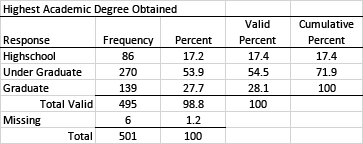 Highest Academic Degree Obtained
Valid Cumulative
Response Frequency Percent Percent Percent
Highschool 86 17.2 17.4 17.4
Under Graduate 270 53.9 54.5 71.9
Graduate 139 27.7 28.1 100
Total Valid 495 98.8 100
Missing 6 1.2
Total 501 100